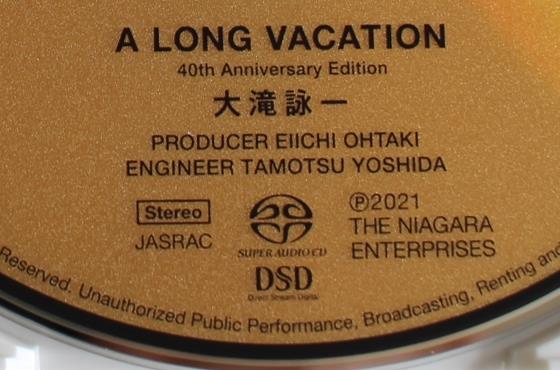 A LONG VACATION
40th Anniversary Edition
大滝詠一
PRODUCER EIICHI OHTAKI
ENGINEER TAMOTSU YOSHIDA
Stereo
JASRAC
SUPER AUDIO CD
DSD
Direct Stream Digital
Ⓟ2021
THE NIAGARA
ENTERPRISES
Reserved. Unauthorized Public Performance, Broadcasting, Renting and